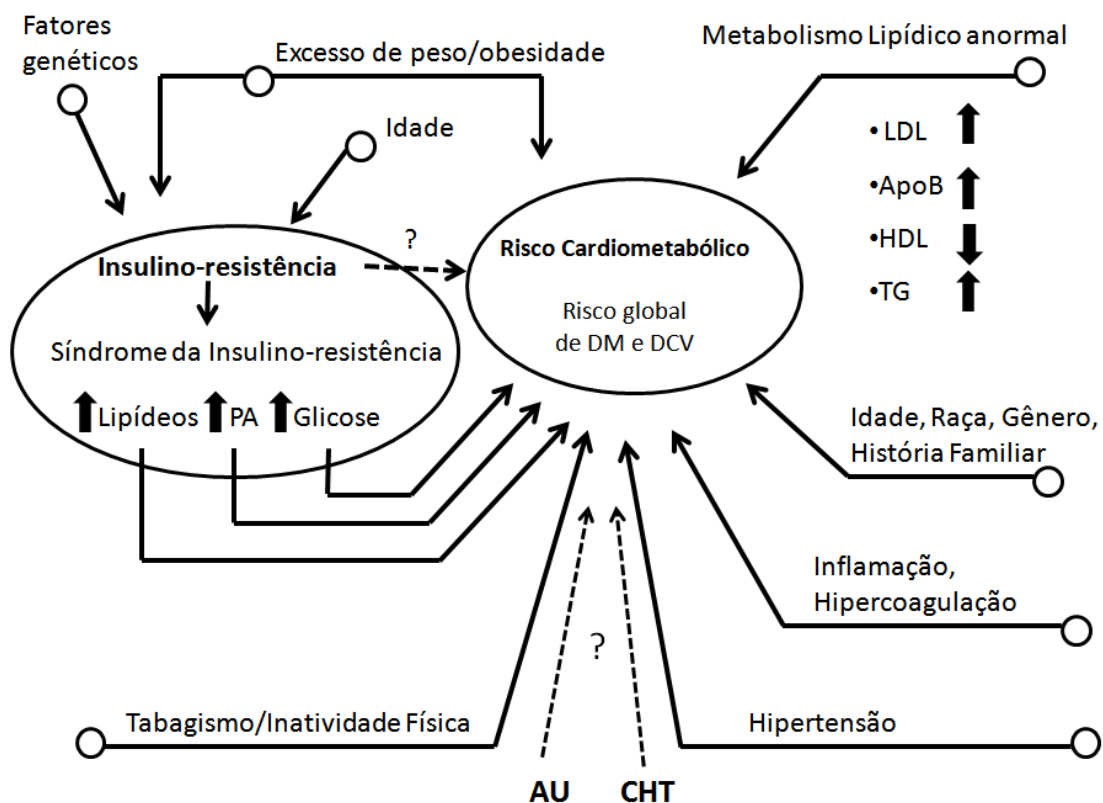 Fatores
genéticos
Excesso de peso/obesidade
Metabolismo Lipídico anormal
Idade
•LDL
•ApoB
•HDL
•TG
?
Insulino-resistência
Risco Cardiometabólico
Risco global
de DM e DCV
Síndrome da Insulino-resistência
Lipídeos PA Glicose
Idade, Raça, Gênero,
História Familiar
Inflamação,
Hipercoagulação
?
Tabagismo/Inatividade Física
Hipertensão
AU CHT